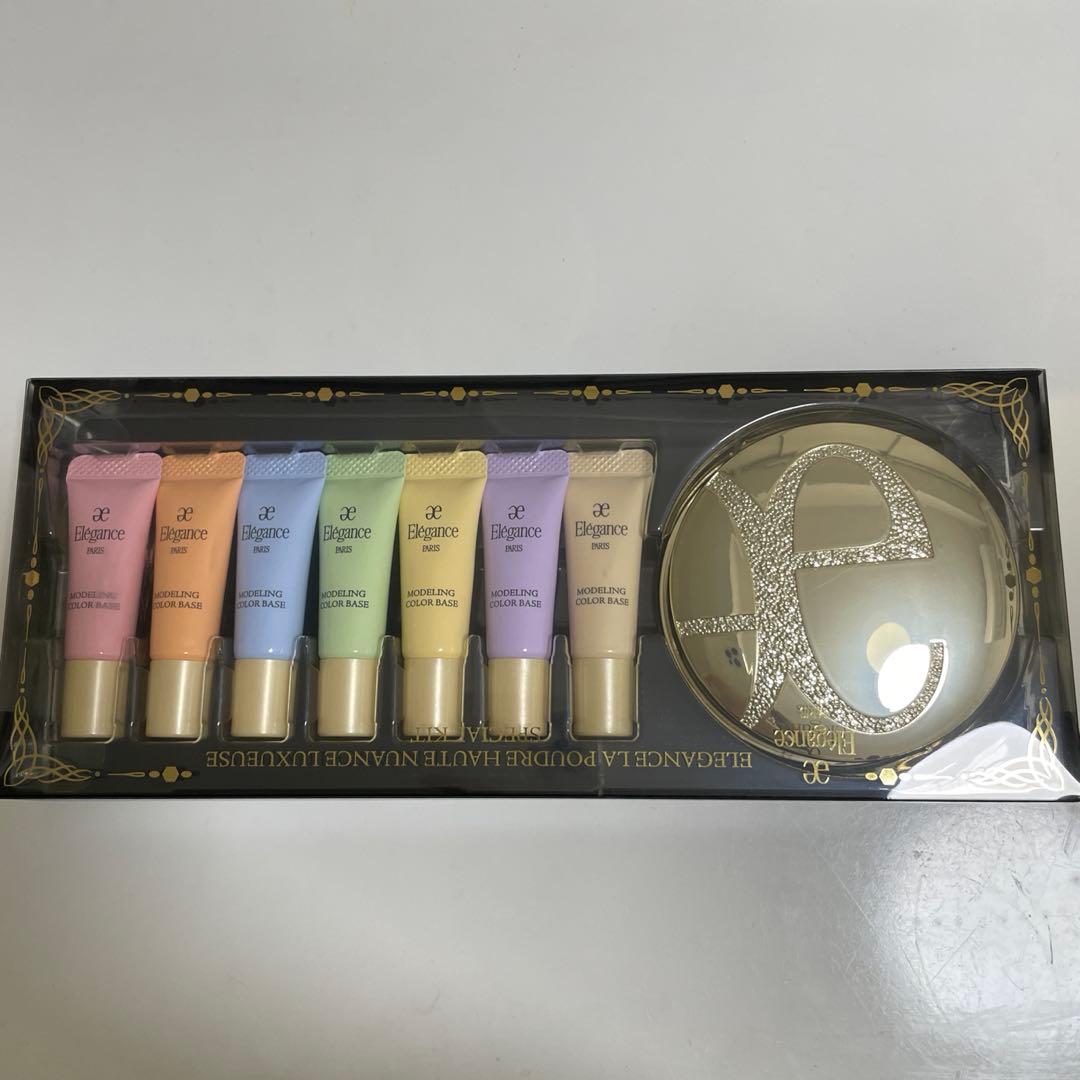 æ
Elégance
PARIS
MODELING
COLOR BASE
æ
Elégance
PARIS
MODELING
COLOR BASE
æ
Elégance
PARIS
MODELING
COLOR BASE
æ
Elégance
PARIS
MODELING
COLOR BASE
æ
Elégance
PARIS
MODELING
COLOR BASE
æ
Elégance
PARIS
MODELING
COLOR BASE
æ
Elégance
PARIS
MODELING
COLOR BASE
æ
æ
Elégance
PARIS
ELEGANCE LA POUDRE HAUTE NUANCE LUXUEUSE
SPECIAL KIT